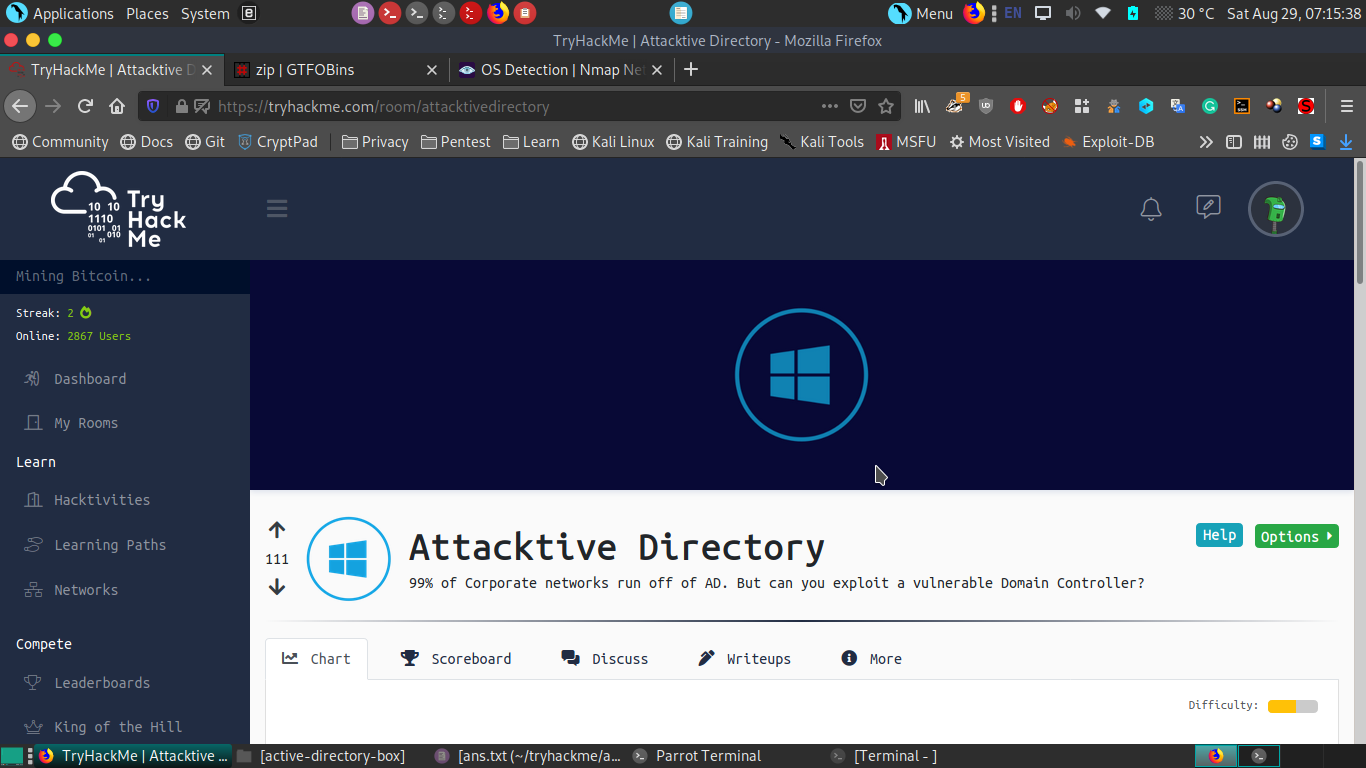 Applications Places System
Menu EN 30 °C Sat Aug 29, 07:15:38
TryHackMe | Attacktive Directory - Mozilla Firefox
TryHackMe | Attacktive D
zip | GTFOBins
OS Detection | Nmap Ne
https://tryhackme.com/room/attacktivedirectory
5
Community Docs Git CryptPad Privacy Pentest Learn Kali Linux Kali Training Kali Tools MSFU Most Visited Exploit-DB
Try
Hack
Me
10 10
1110
0101 01
01 010
Mining Bitcoin...
Streak: 2
Online: 2867 Users
Dashboard
My Rooms
Learn
Hacktivities
Learning Paths
Networks
Compete
Leaderboards
King of the Hill
111
Attacktive Directory
99% of Corporate networks run off of AD. But can you exploit a vulnerable Domain Controller?
Help
Options
Chart
Scoreboard
Discuss
Writeups
More
Difficulty:
TryHackMe | Attacktive ...
[active-directory-box]
[ans.txt (~/tryhackme/a...
Parrot Terminal
[Terminal - ]